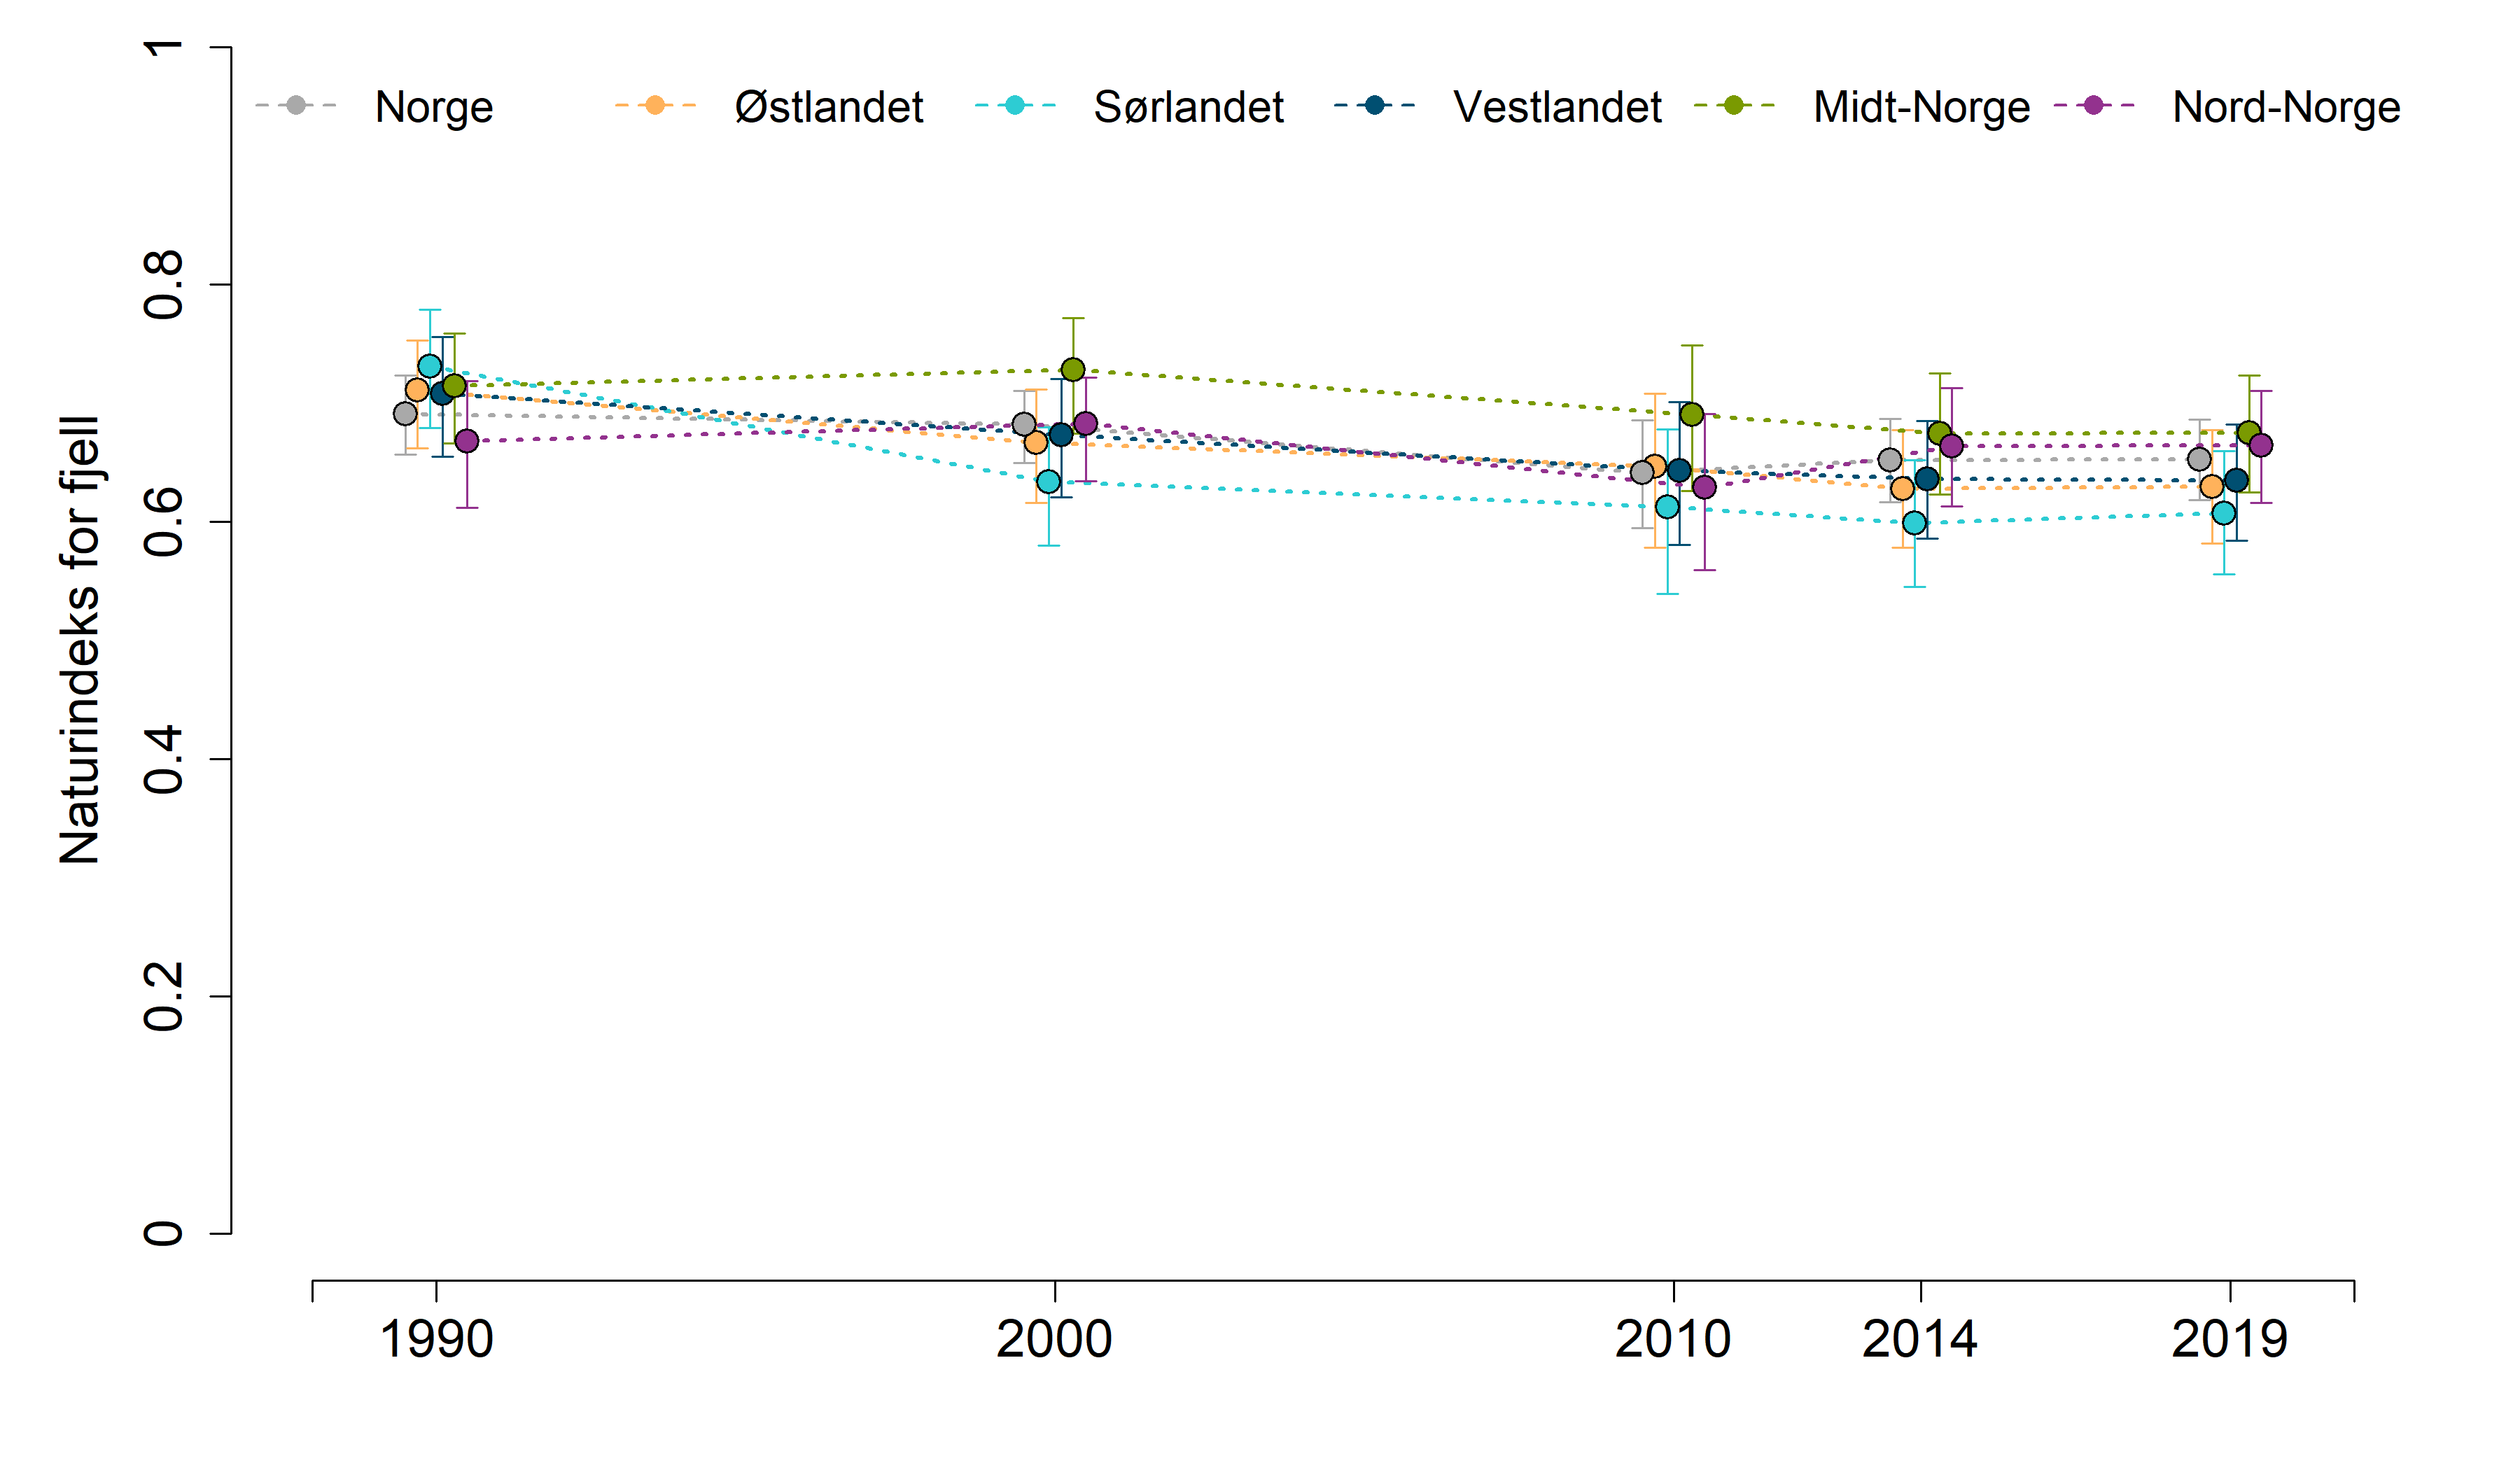 Norge
Østlandet
Sørlandet
Vestlandet
Midt-Norge
Nord-Norge
Naturindeks for fjell
1
0.8
0.6
0.4
0.2
0
1990
2000
2010
2014
2019